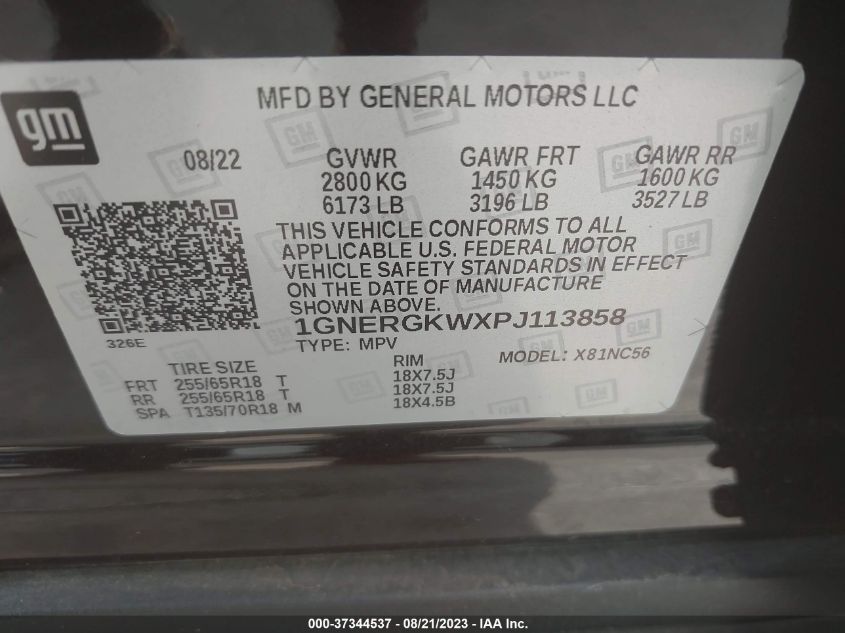 MFD BY GENERAL MOTORS LLC
gm
08/22 GVWR GAWR FRT GAWR RR
2800 KG 1450 KG 1600 KG
6173 LB 3196 LB 3527 LB
THIS VEHICLE CONFORMS TO ALL
APPLICABLE U.S. FEDERAL MOTOR
VEHICLE SAFETY STANDARDS IN EFFECT
ON THE DATE OF MANUFACTURE
SHOWN ABOVE.
1GNERGKWXPJ113858
326E
TYPE: MPV MODEL: X81NC56
TIRE SIZE RIM
FRT 255/65R18 T 18X7.5J
RR 255/65R18 T 18X7.5J
SPA T135/70R18 M 18X4.5B
000-37344537 - 08/21/2023 - IAA Inc.